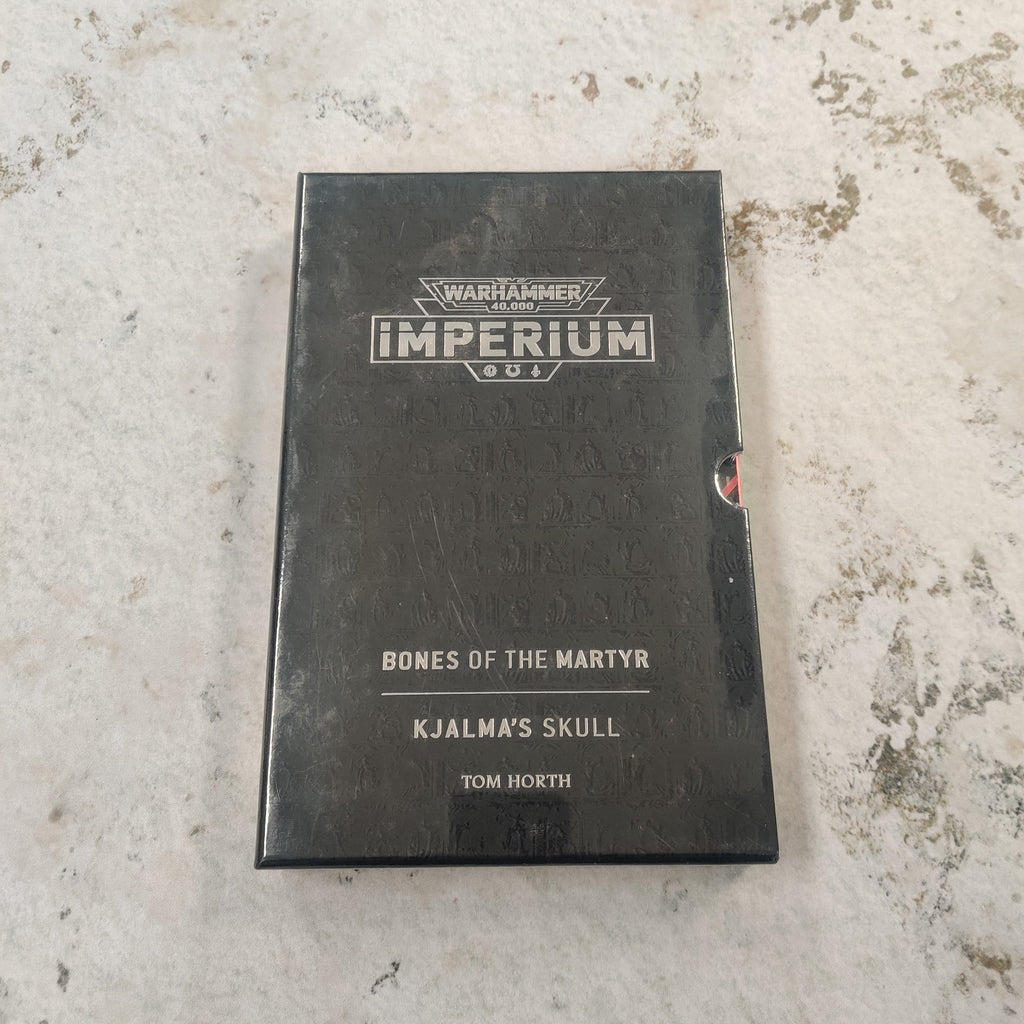 WARHAMMER
40,000
IMPERIUM
BONES OF THE MARTYR
KJALMA'S SKULL
TOM HORTH